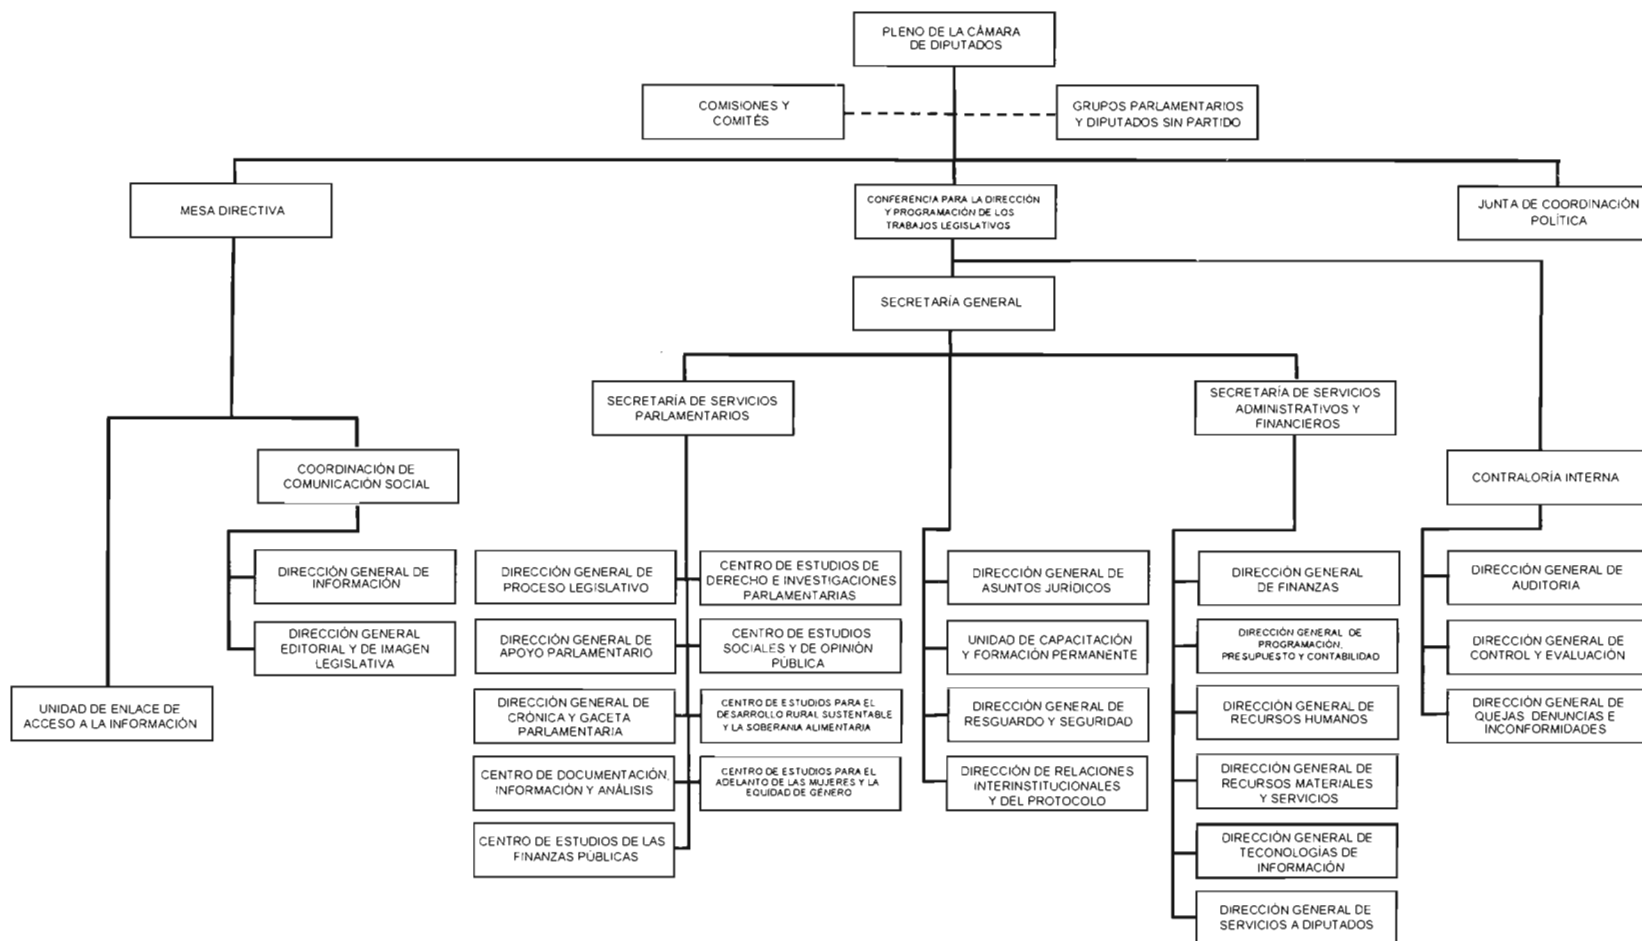 PLENO DE LA CÁMARA
DE DIPUTADOS
COMISIONES Y
COMITÉS
GRUPOS PARLAMENTARIOS
Y DIPUTADOS SIN PARTIDO
MESA DIRECTIVA
CONFERENCIA PARA LA DIRECCIÓN
Y PROGRAMACIÓN DE LOS
TRABAJOS LEGISLATIVOS
JUNTA DE COORDINACIÓN
POLÍTICA
SECRETARÍA GENERAL
SECRETARÍA DE SERVICIOS
PARLAMENTARIOS
SECRETARÍA DE SERVICIOS
ADMINISTRATIVOS Y
FINANCIEROS
COORDINACIÓN DE
COMUNICACIÓN SOCIAL
CONTRALORÍA INTERNA
DIRECCIÓN GENERAL DE
INFORMACIÓN
DIRECCIÓN GENERAL
EDITORIAL Y DE IMAGEN
LEGISLATIVA
UNIDAD DE ENLACE DE
ACCESO A LA INFORMACIÓN
DIRECCIÓN GENERAL DE
PROCESO LEGISLATIVO
DIRECCIÓN GENERAL DE
APOYO PARLAMENTARIO
DIRECCIÓN GENERAL DE
CRÓNICA Y GACETA
PARLAMENTARIA
CENTRO DE DOCUMENTACIÓN,
INFORMACIÓN Y ANÁLISIS
CENTRO DE ESTUDIOS DE LAS
FINANZAS PÚBLICAS
CENTRO DE ESTUDIOS DE
DERECHO E INVESTIGACIONES
PARLAMENTARIAS
CENTRO DE ESTUDIOS
SOCIALES Y DE OPINIÓN
PÚBLICA
CENTRO DE ESTUDIOS PARA EL
DESARROLLO RURAL SUSTENTABLE
Y LA SOBERANIA ALIMENTARIA
CENTRO DE ESTUDIOS PARA EL
ADELANTO DE LAS MUJERES Y LA
EQUIDAD DE GÉNERO
DIRECCIÓN GENERAL DE
ASUNTOS JURÍDICOS
UNIDAD DE CAPACITACIÓN
Y FORMACIÓN PERMANENTE
DIRECCIÓN GENERAL DE
RESGUARDO Y SEGURIDAD
DIRECCIÓN DE RELACIONES
INTERINSTITUCIONALES
Y DEL PROTOCOLO
DIRECCIÓN GENERAL
DE FINANZAS
DIRECCIÓN GENERAL DE
PROGRAMACIÓN,
PRESUPUESTO Y CONTABILIDAD
DIRECCIÓN GENERAL DE
RECURSOS HUMANOS
DIRECCIÓN GENERAL DE
RECURSOS MATERIALES
Y SERVICIOS
DIRECCIÓN GENERAL DE
TECONOLOGÍAS DE
INFORMACIÓN
DIRECCIÓN GENERAL DE
SERVICIOS A DIPUTADOS
DIRECCIÓN GENERAL DE
AUDITORIA
DIRECCIÓN GENERAL DE
CONTROL Y EVALUACIÓN
DIRECCIÓN GENERAL DE
QUEJAS DENUNCIAS E
INCONFORMIDADES